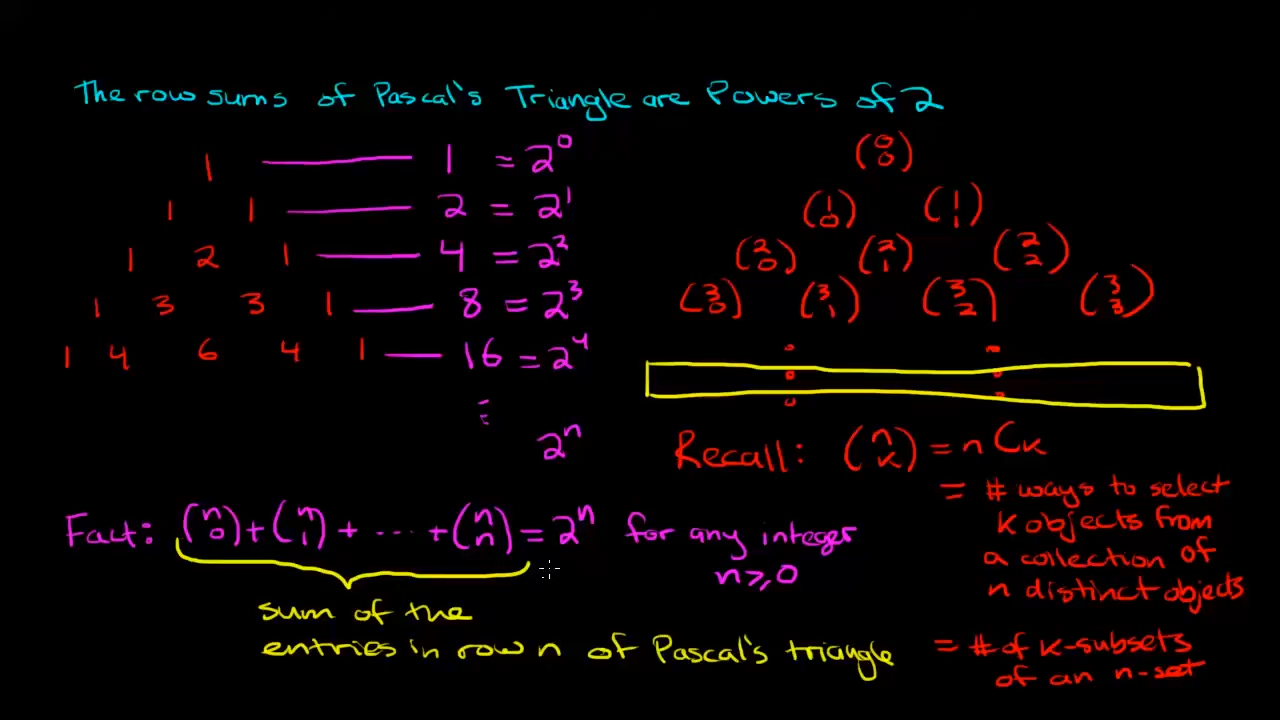 The row sums of Pascal's Triangle are Powers of 2
1 1 = 2⁰
1 1 2 = 2¹
1 2 1 4 = 2²
1 3 3 1 8 = 2³
1 4 6 4 1 16 = 2⁴
2ⁿ
(0 0)
(1 0) (1 1)
(2 0) (2 1) (2 2)
(3 0) (3 1) (3 2) (3 3)
Recall: (n k) = n C k
= # ways to select
k objects from
a collection of
n distinct objects
= # of k-subsets
of an n-set
Fact: (n 0) + (n 1) + ... + (n n) = 2ⁿ for any integer
n ≥ 0
sum of the
entries in row n of Pascal's triangle